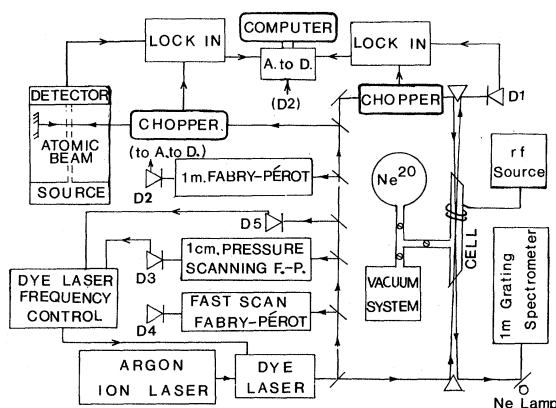 COMPUTER
LOCK IN
A. to D.
LOCK IN
(D2)
D1
DETECTOR
CHOPPER
CHOPPER.
ATOMIC
BEAM
SOURCE
(to A. to D.)
D2
1m. FABRY-PÉROT
Ne20
rf
Source
D5
CELL
1cm. PRESSURE
SCANNING F.-P.
D3
DYE LASER
FREQUENCY
CONTROL
VACUUM
SYSTEM
1m Grating
Spectrometer
FAST SCAN
FABRY-PÉROT
D4
ARGON
ION LASER
DYE
LASER
Ne Lamp